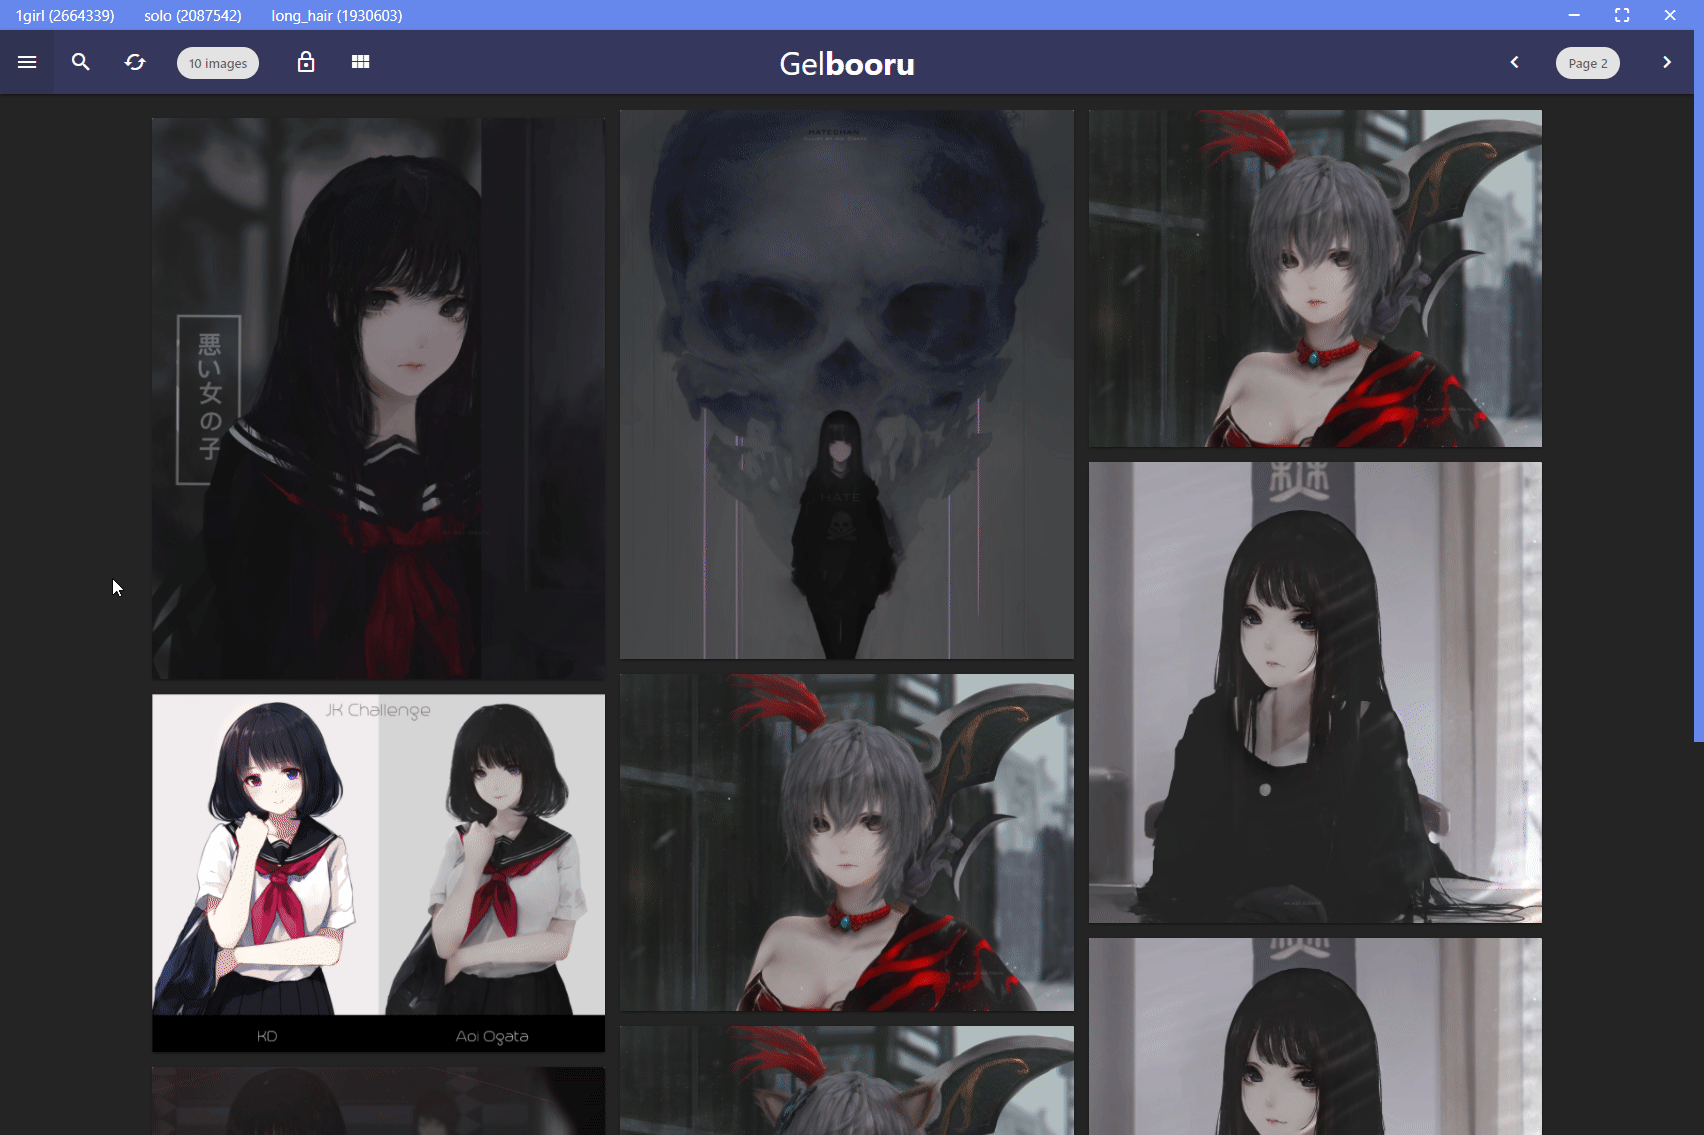 1girl (2664339) solo (2087542) long_hair (1930603)
10 images
Gelbooru
Page 2
悪い女の子
HATECHAN
HATE
JK Challenge
KD
Aoi Ogata